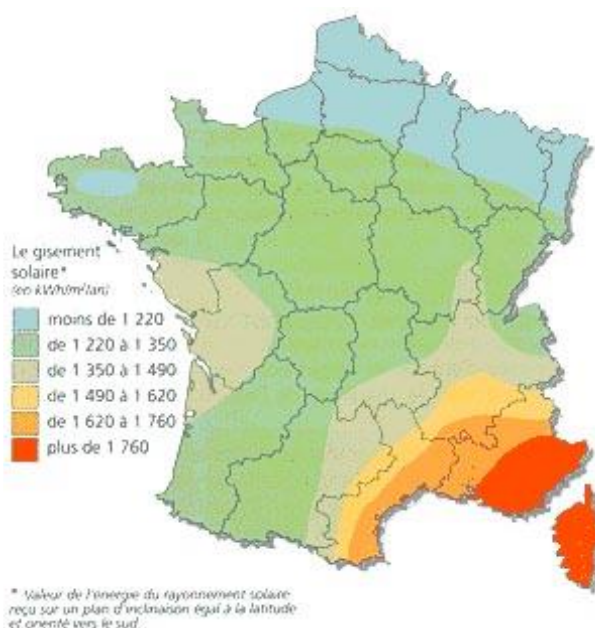 Le gisement
solaire*
(en kWh/m²/an)
moins de 1 220
de 1 220 à 1 350
de 1 350 à 1 490
de 1 490 à 1 620
de 1 620 à 1 760
plus de 1 760
* Valeur de l'energie du rayonnement solaire
reçu sur un plan d'inclinaison égal à la latitude
et orienté vers le sud